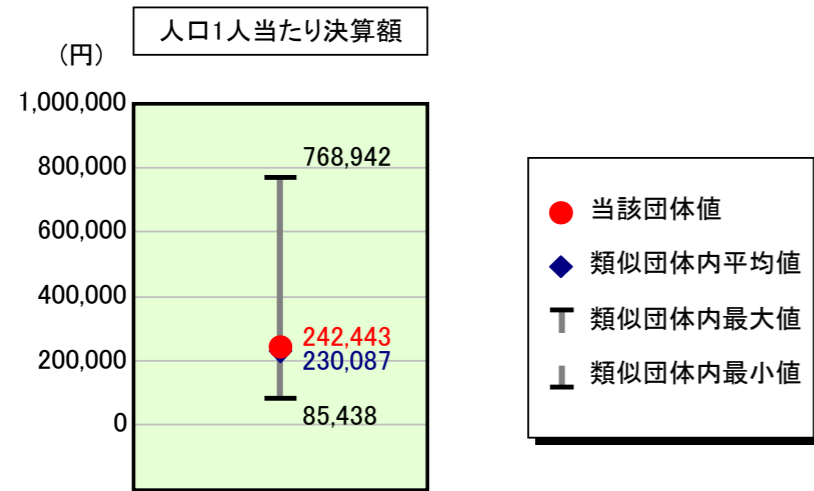 人口1人当たり決算額
(円)
1,000,000
800,000
600,000
400,000
200,000
0
768,942
242,443
230,087
85,438
当該団体値
類似団体内平均値
類似団体内最大値
類似団体内最小値